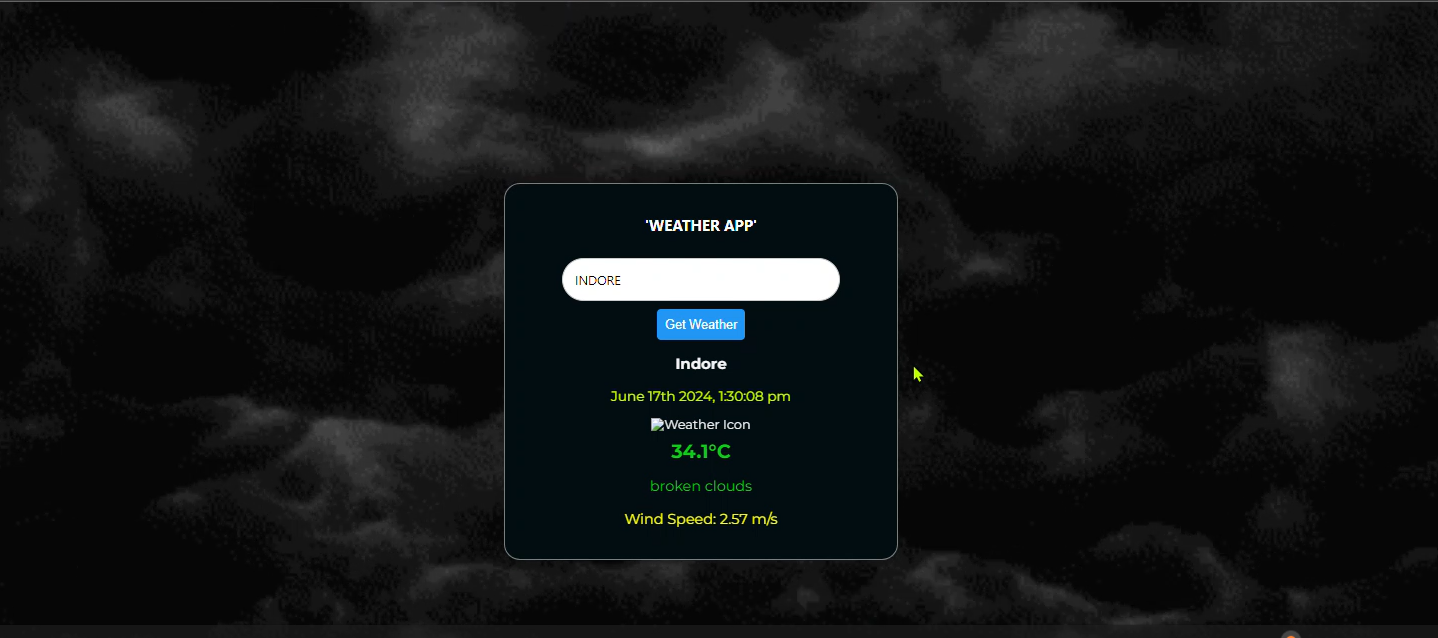 'WEATHER APP'
INDORE
Get Weather
Indore
June 17th 2024, 1:30:08 pm
Weather Icon
34.1°C
broken clouds
Wind Speed: 2.57 m/s